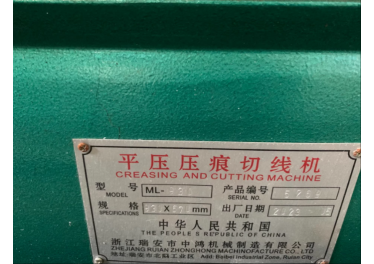 平压压痕切线机
CREASING AND CUTTING MACHINE
型 号 ML- 产品编号
MODEL SERIAL NO.
规 格 mm 出厂日期
SPECIFICATIONS DATE
中华人民共和国
THE PEOPLE'S REPUBLIC OF CHINA
浙江瑞安市中鸿机械制造有限公司
ZHEJIANG RUIAN ZHONGHONG MACHINOFACTURE CO., LTD
Industrial Zone, Ruian City